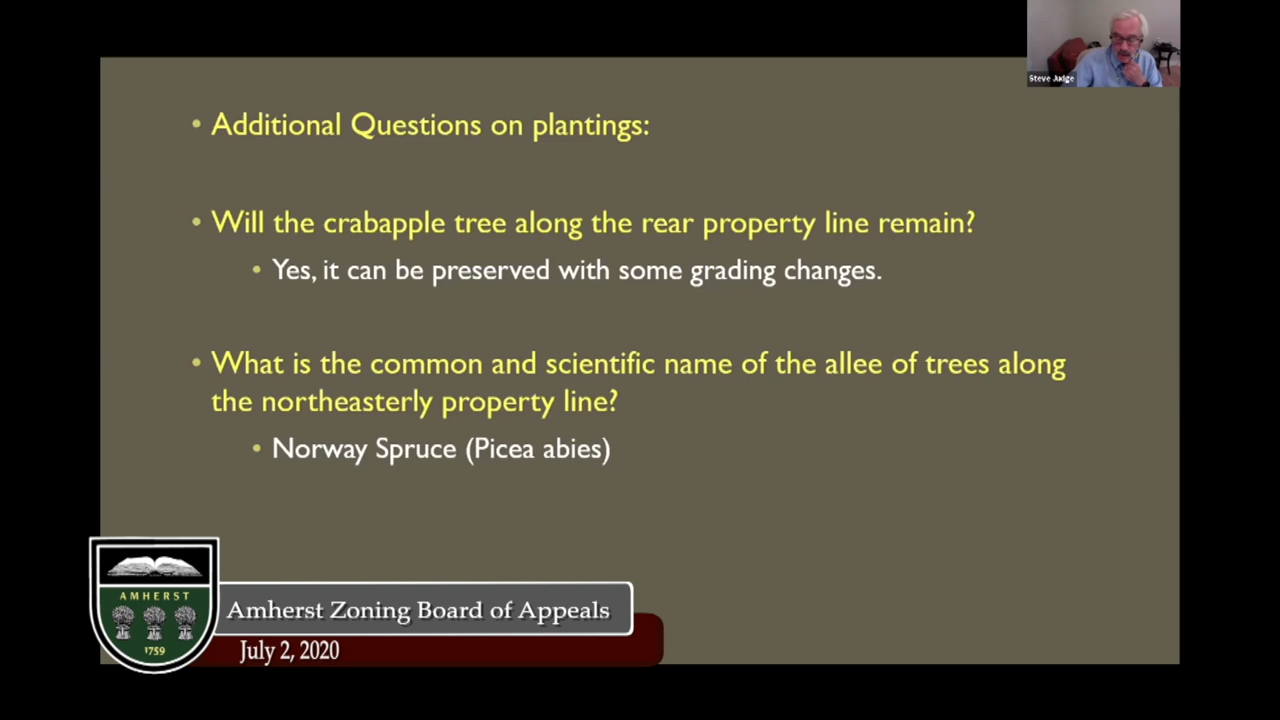 Steve Judge
• Additional Questions on plantings:
• Will the crabapple tree along the rear property line remain?
• Yes, it can be preserved with some grading changes.
• What is the common and scientific name of the allee of trees along
the northeasterly property line?
• Norway Spruce (Picea abies)
AMHERST
1759
Amherst Zoning Board of Appeals
July 2, 2020